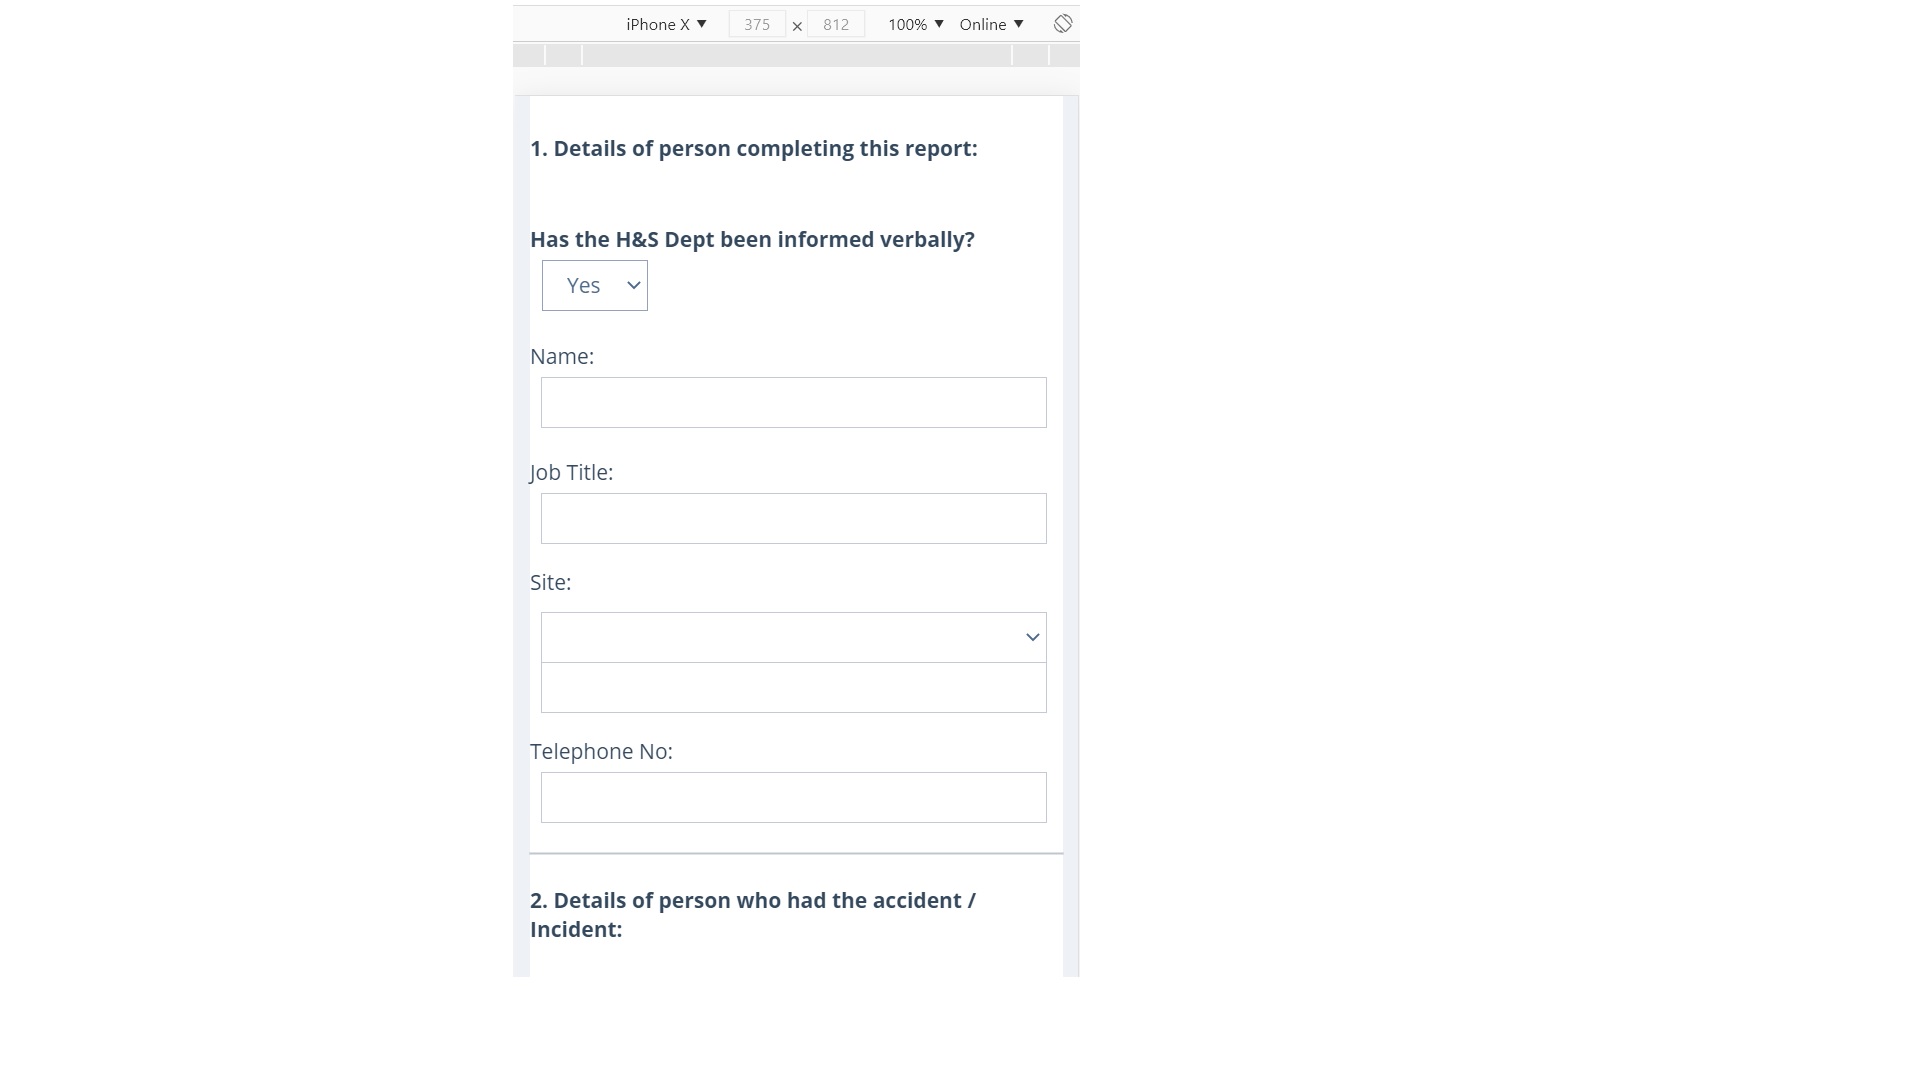 iPhone X ▼ 375 × 812 100% ▼ Online ▼
1. Details of person completing this report:
Has the H&S Dept been informed verbally?
Yes
Name:
Job Title:
Site:
Telephone No:
2. Details of person who had the accident /
Incident: